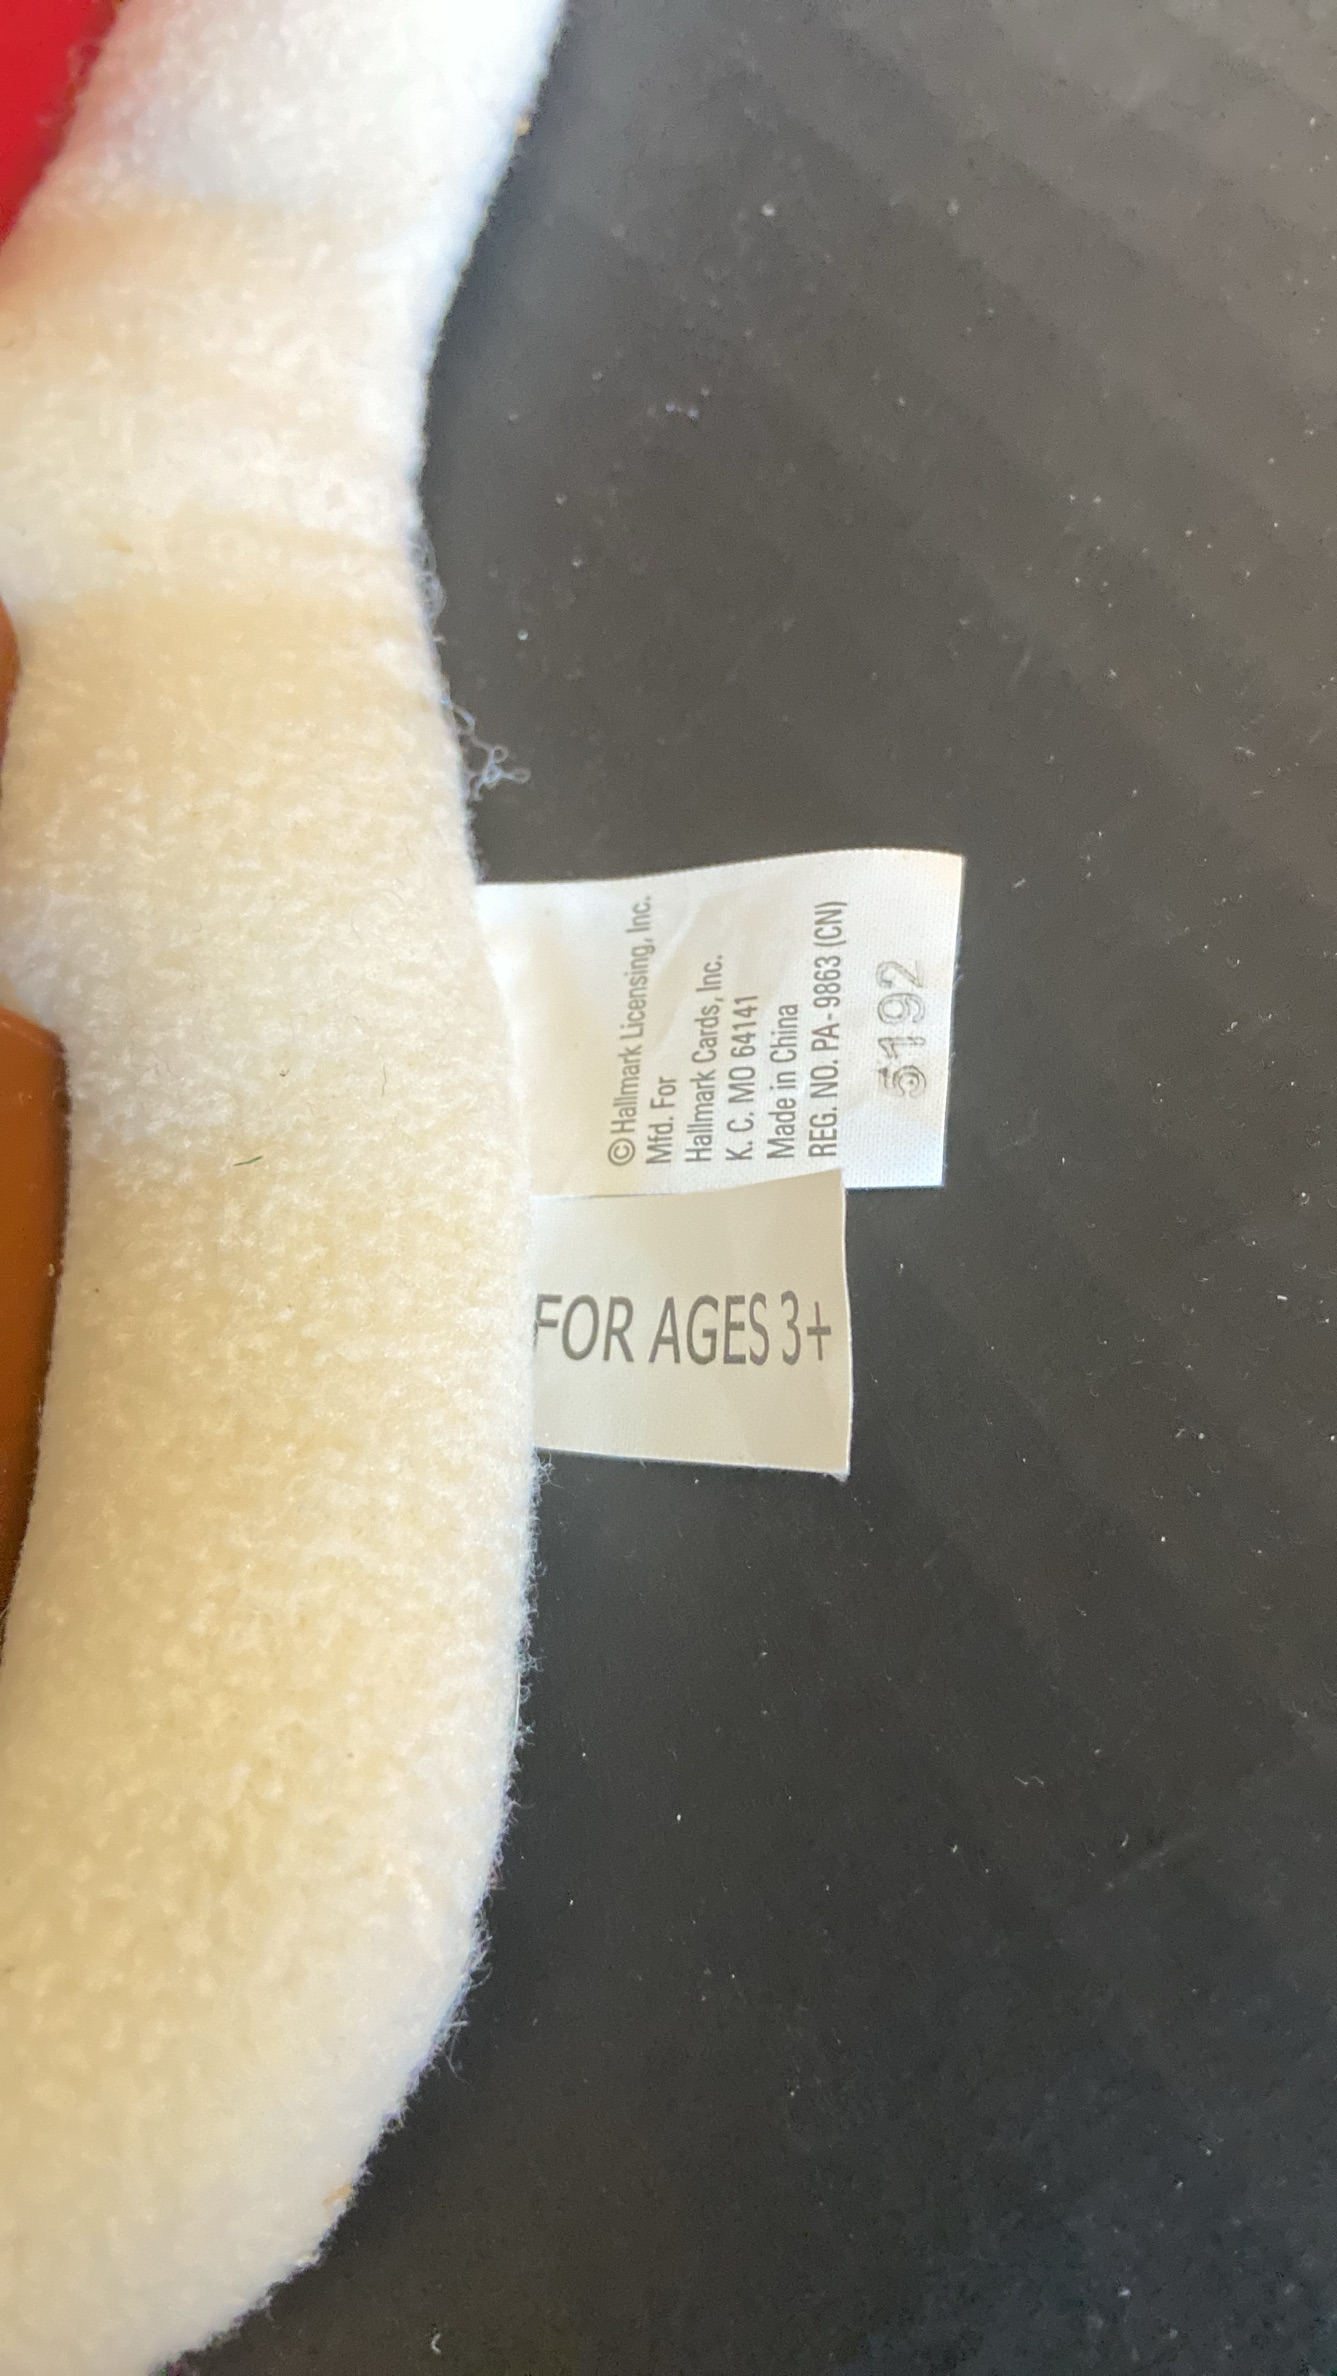 ©Hallmark Licensing, Inc.
Mfd. For
Hallmark Cards, Inc.
K. C. MO 64141
Made in China
REG. NO. PA-9863 (CN)
5192
FOR AGES 3+